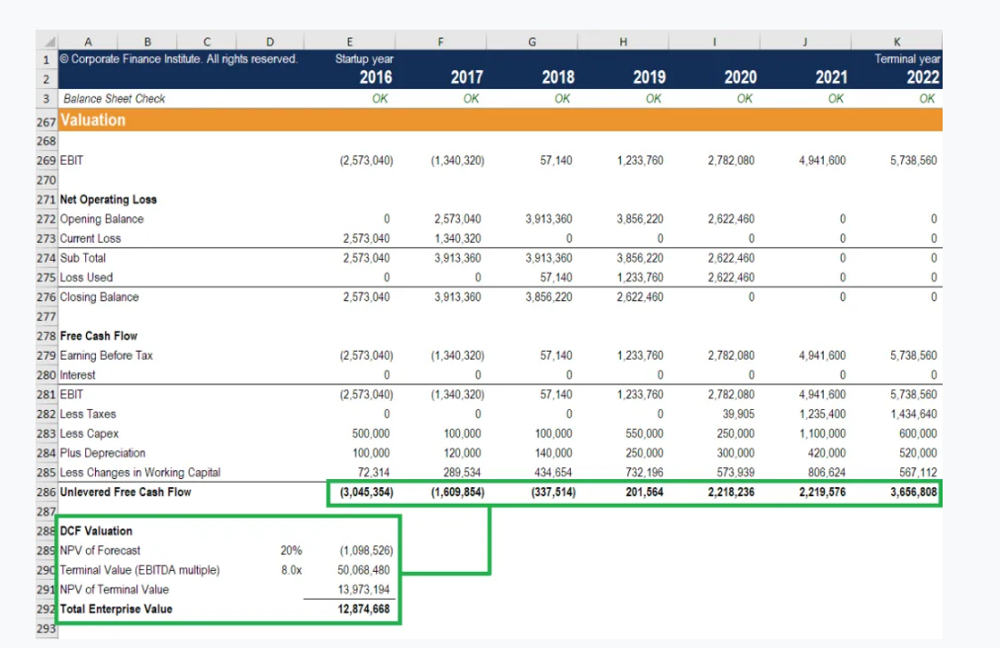 A B C D E F G H I J K
1 © Corporate Finance Institute. All rights reserved. Startup year Terminal year
2 2016 2017 2018 2019 2020 2021 2022
3 Balance Sheet Check OK OK OK OK OK OK OK
267 Valuation
268
269 EBIT (2,573,040) (1,340,320) 57,140 1,233,760 2,782,080 4,941,600 5,738,560
270
271 Net Operating Loss
272 Opening Balance 0 2,573,040 3,913,360 3,856,220 2,622,460 0 0
273 Current Loss 2,573,040 1,340,320 0 0 0 0 0
274 Sub Total 2,573,040 3,913,360 3,913,360 3,856,220 2,622,460 0 0
275 Loss Used 0 0 57,140 1,233,760 2,622,460 0 0
276 Closing Balance 2,573,040 3,913,360 3,856,220 2,622,460 0 0 0
277
278 Free Cash Flow
279 Earning Before Tax (2,573,040) (1,340,320) 57,140 1,233,760 2,782,080 4,941,600 5,738,560
280 Interest 0 0 0 0 0 0 0
281 EBIT (2,573,040) (1,340,320) 57,140 1,233,760 2,782,080 4,941,600 5,738,560
282 Less Taxes 0 0 0 0 39,905 1,235,400 1,434,640
283 Less Capex 500,000 100,000 100,000 550,000 250,000 1,100,000 600,000
284 Plus Depreciation 100,000 120,000 140,000 250,000 300,000 420,000 520,000
285 Less Changes in Working Capital 72,314 289,534 434,654 732,196 573,939 806,624 567,112
286 Unlevered Free Cash Flow (3,045,354) (1,609,854) (337,514) 201,564 2,218,236 2,219,576 3,656,808
287
288 DCF Valuation
289 NPV of Forecast 20% (1,098,526)
290 Terminal Value (EBITDA multiple) 8.0x 50,068,480
291 NPV of Terminal Value 13,973,194
292 Total Enterprise Value 12,874,668
293